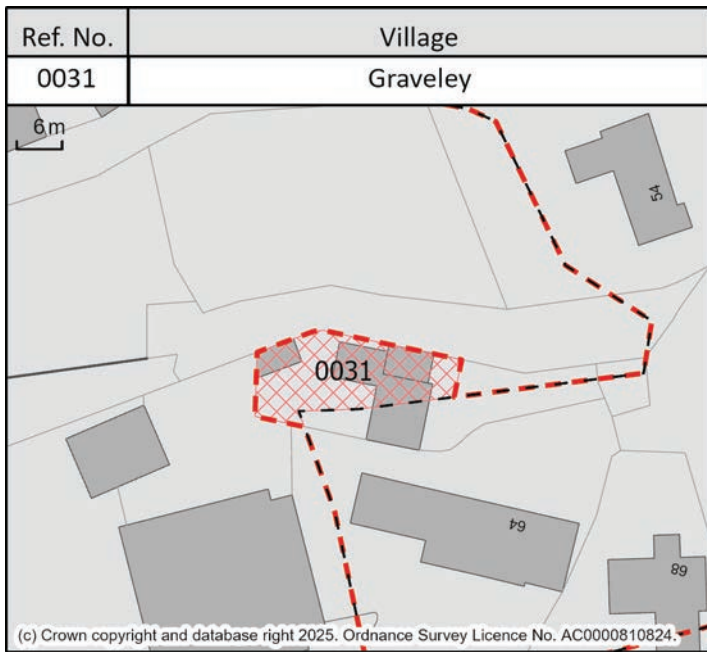 Ref. No. Village
0031 Graveley
6 m
54
0031
64
68
(c) Crown copyright and database right 2025. Ordnance Survey Licence No. AC0000810824.